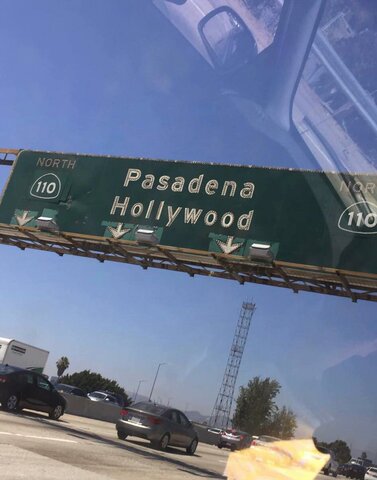 NORTH
110
Pasadena
Hollywood
NOR
110